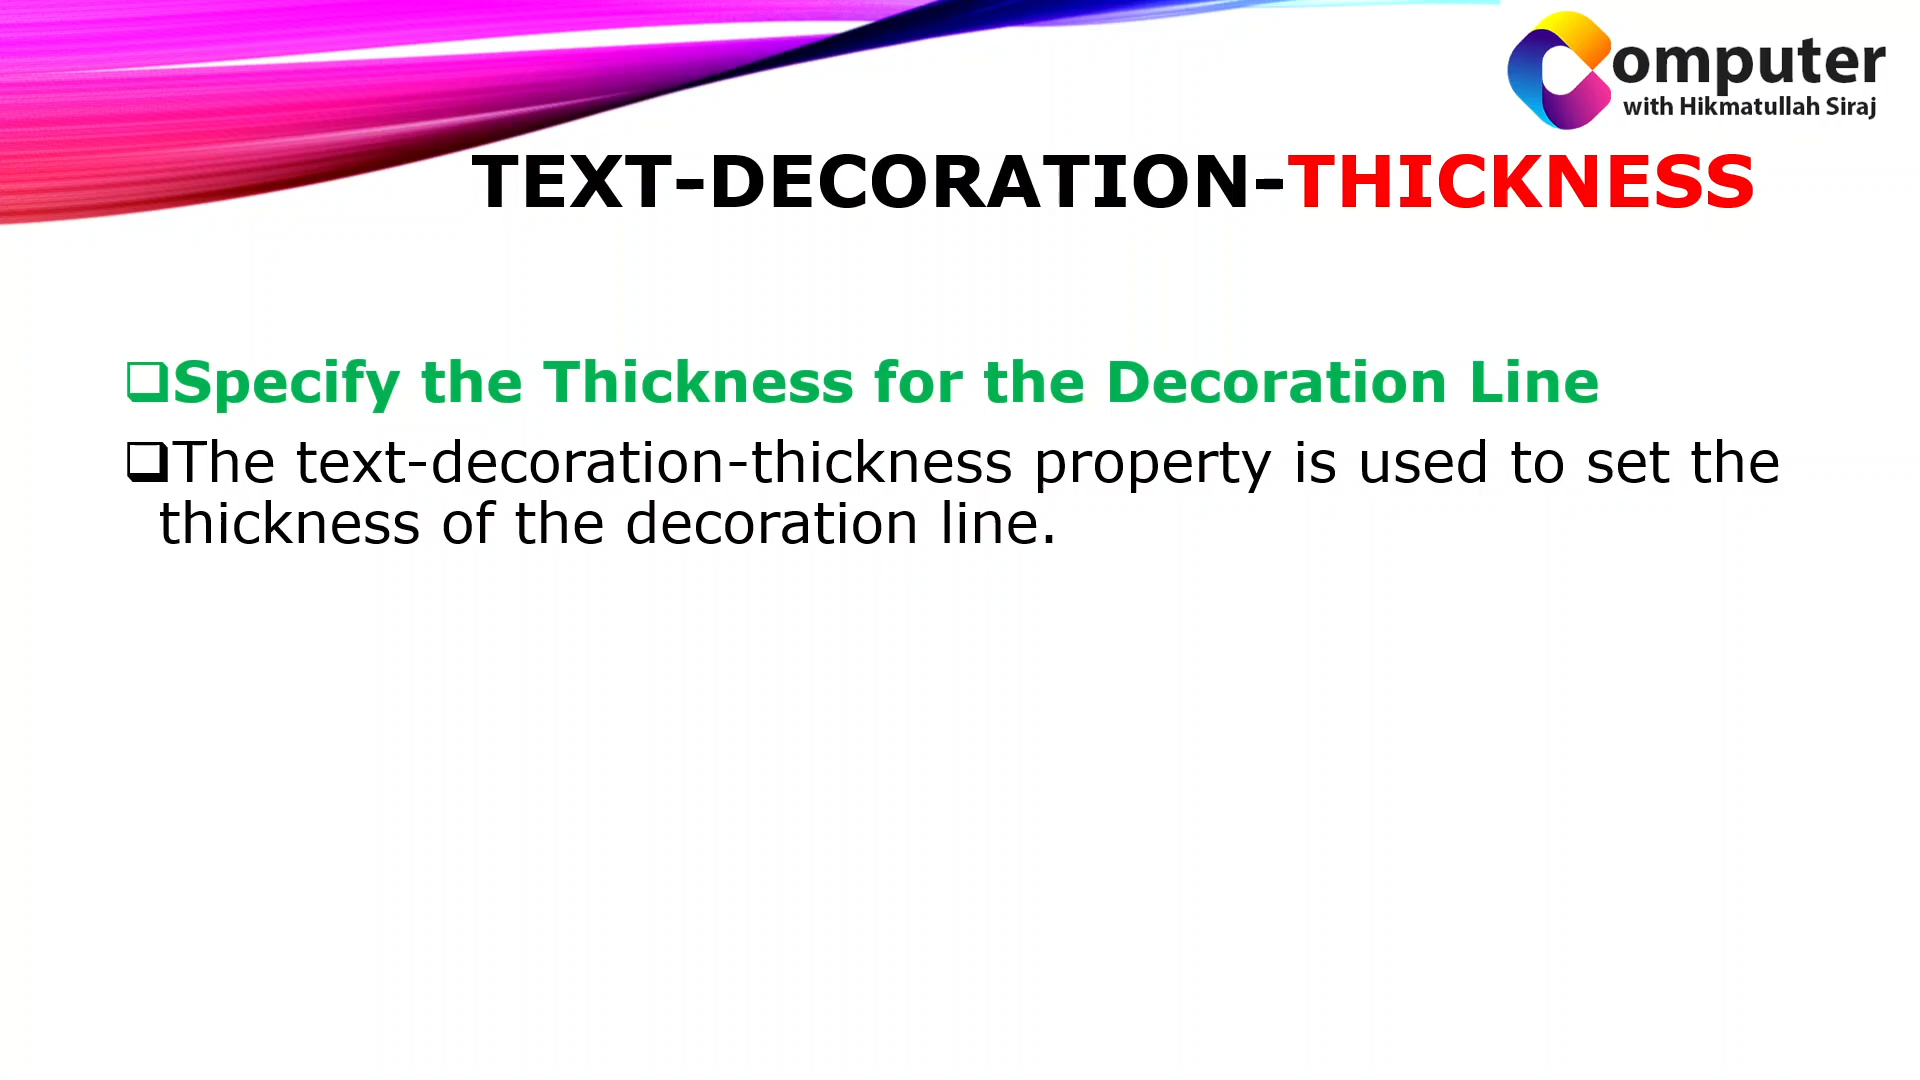 Computer
with Hikmatullah Siraj
TEXT-DECORATION-THICKNESS
❑Specify the Thickness for the Decoration Line
❑The text-decoration-thickness property is used to set the
thickness of the decoration line.